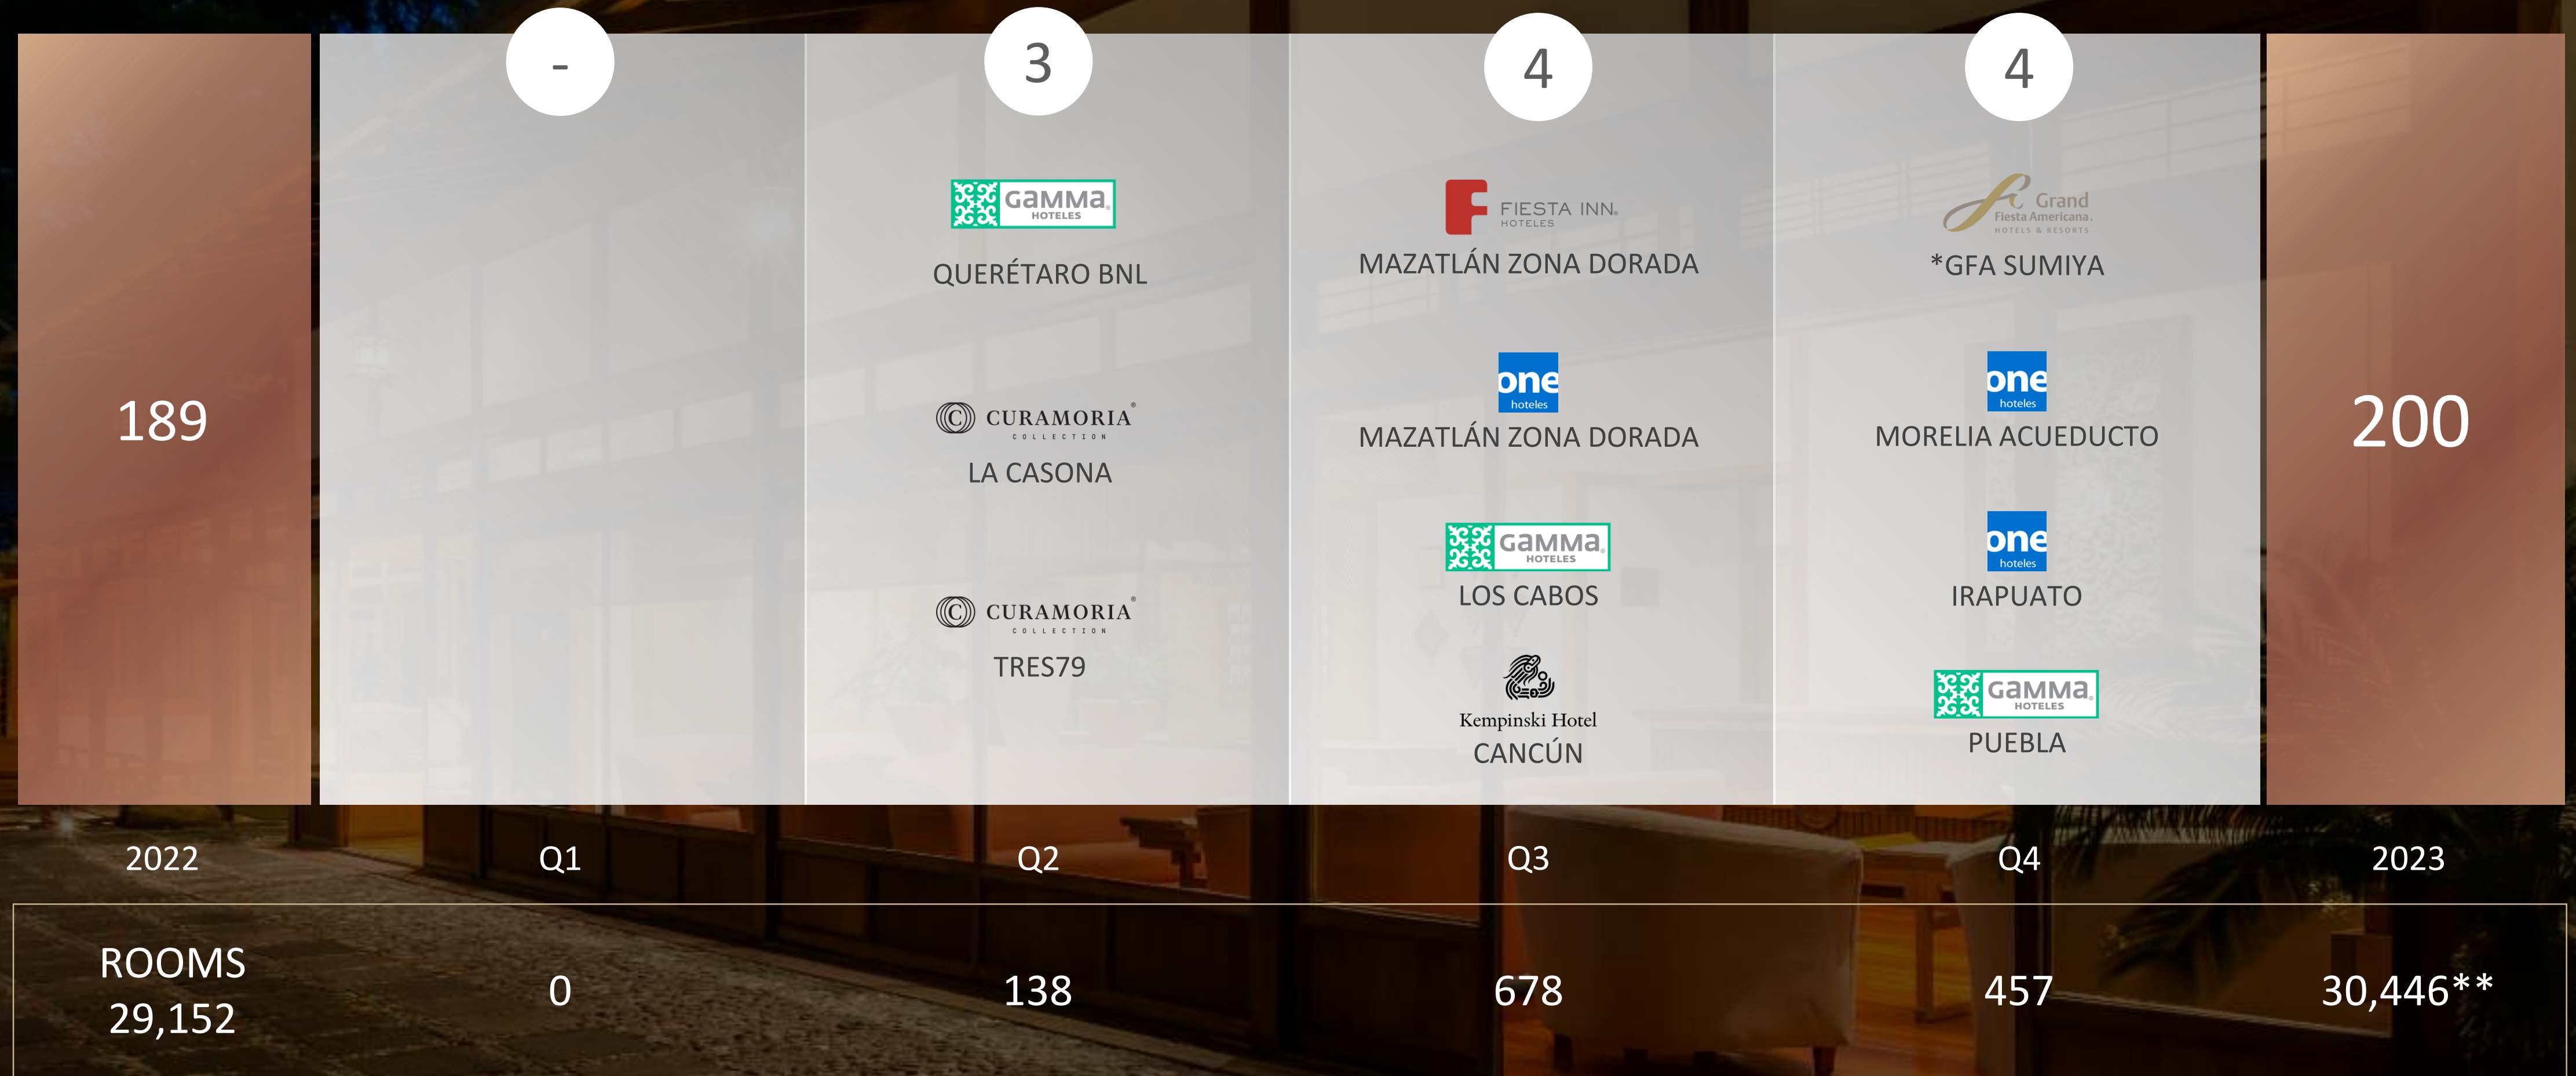 -
3
4
4
189
GAMMA®
HOTELES
QUERÉTARO BNL
C CURAMORIA®
COLLECTION
LA CASONA
C CURAMORIA®
COLLECTION
TRES79
F FIESTA INN®
HOTELES
MAZATLÁN ZONA DORADA
one
hoteles
MAZATLÁN ZONA DORADA
GAMMA®
HOTELES
LOS CABOS
Kempinski Hotel
CANCÚN
Grand
Fiesta Americana®
HOTELS & RESORTS
*GFA SUMIYA
one
hoteles
MORELIA ACUEDUCTO
one
hoteles
IRAPUATO
GAMMA®
HOTELES
PUEBLA
200
2022 Q1 Q2 Q3 Q4 2023
ROOMS
29,152 0 138 678 457 30,446**